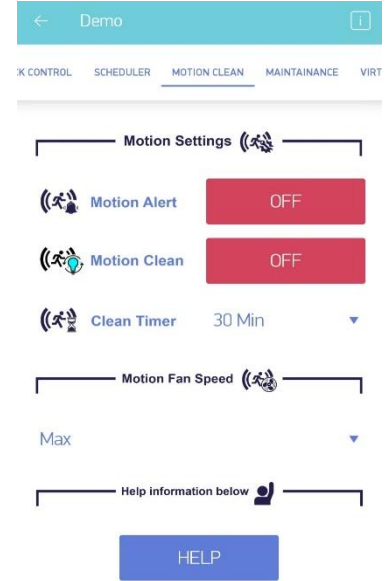 Demo
K CONTROL SCHEDULER MOTION CLEAN MAINTAINANCE VIRT
Motion Settings
Motion Alert OFF
Motion Clean OFF
Clean Timer 30 Min
Motion Fan Speed
Max
Help information below
HELP